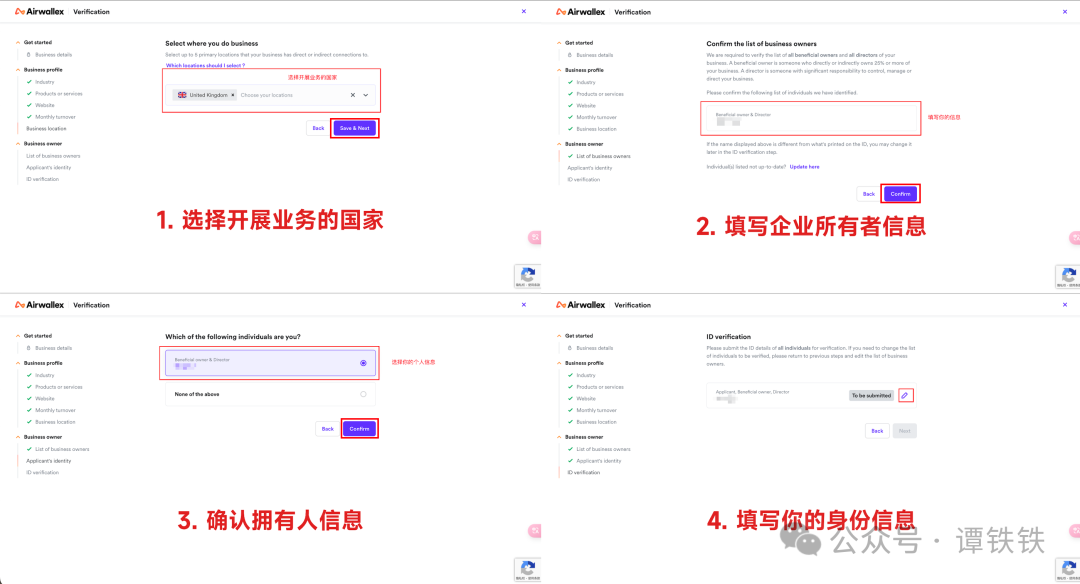 Airwallex Verification
×
Get started
Business details
Business profile
Industry
Products or services
Website
Monthly turnover
Business location
Business owner
List of business owners
Applicant's identity
ID verification
Select where you do business
Select up to 6 primary locations that your business has direct or indirect connections to.
Which locations should I select ?
选择开展业务的国家
United Kingdom × Choose your locations
Back Save & Next
1. 选择开展业务的国家
Airwallex Verification
×
Get started
Business details
Business profile
Industry
Products or services
Website
Monthly turnover
Business location
Business owner
List of business owners
Applicant's identity
ID verification
Confirm the list of business owners
We are required to verify the list of all beneficial owners and all directors of your
business. A beneficial owner is someone who directly or indirectly owns 25% or more of
your business. A director is someone with significant responsibility to control, manage or
direct your business.
Please confirm the following list of individuals we have identified.
Beneficial owner & Director
填写你的信息
If the name displayed above is different from what's printed on the ID, you may change it
later in the ID verification step.
Individual(s) listed not up-to-date? Update here
Back Confirm
2. 填写企业所有者信息
Airwallex Verification
×
Get started
Business details
Business profile
Industry
Products or services
Website
Monthly turnover
Business location
Business owner
List of business owners
Applicant's identity
ID verification
Which of the following individuals are you?
Beneficial owner & Director
选择你的个人信息
None of the above
Back Confirm
3. 确认拥有人信息
Airwallex Verification
×
Get started
Business details
Business profile
Industry
Products or services
Website
Monthly turnover
Business location
Business owner
List of business owners
Applicant's identity
ID verification
ID verification
Please submit the ID details of all individuals for verification. If you need to change the list
of individuals to be verified, please return to previous steps and edit the list of business
owners.
Applicant, Beneficial owner, Director
To be submitted
Back Next
4. 填写你的身份信息
公众号 · 谭铁铁